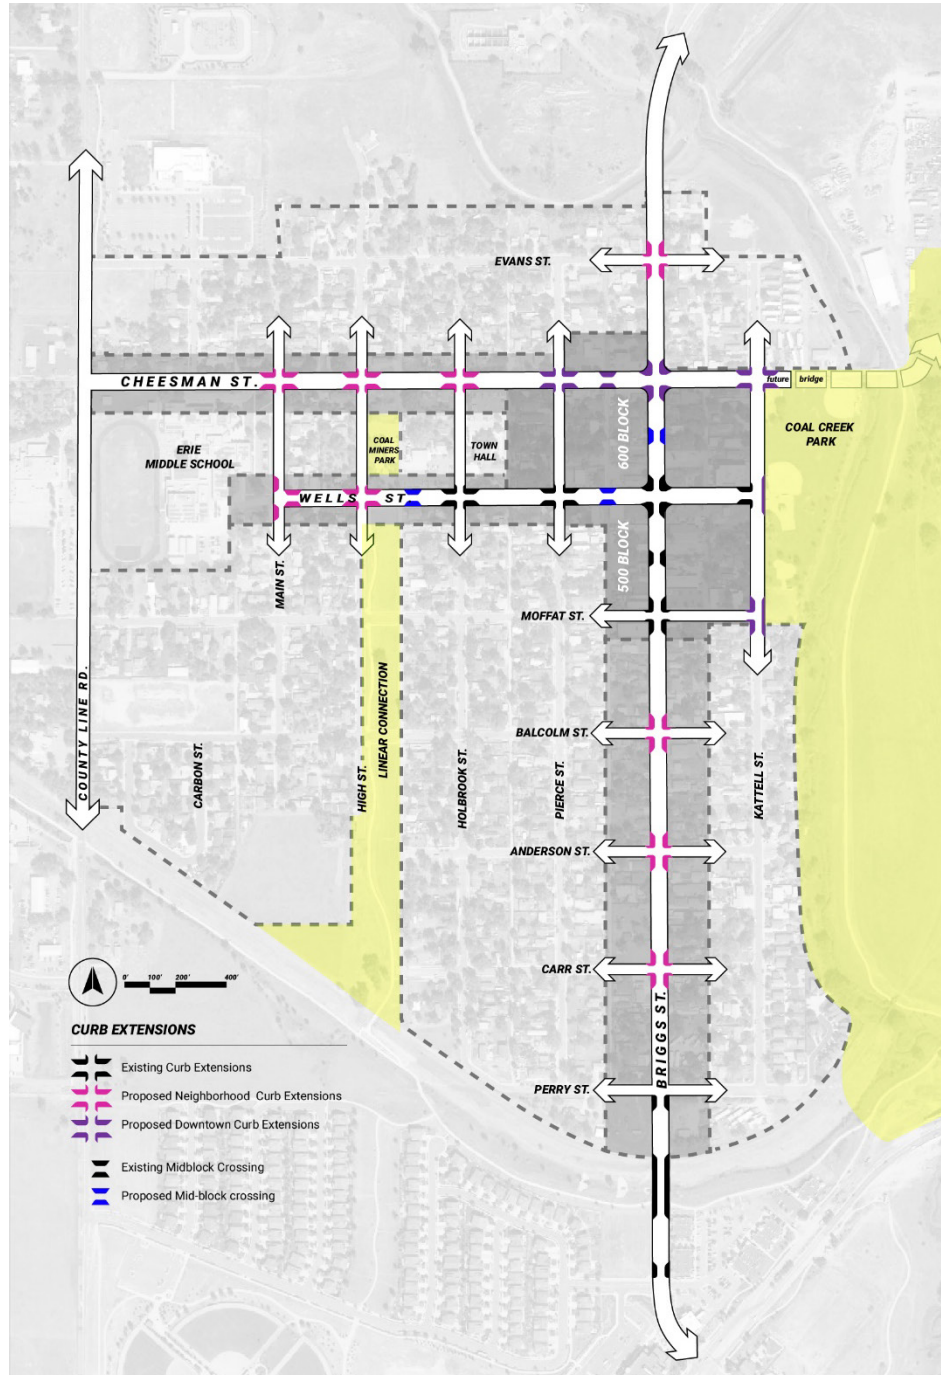 EVANS ST.
CHEESMAN ST.
future
bridge
COAL CREEK
PARK
600 BLOCK
COAL
MINERS
PARK
TOWN
HALL
ERIE
MIDDLE SCHOOL
WELLS ST
500 BLOCK
MAIN ST.
MOFFAT ST.
COUNTY LINE RD.
LINEAR CONNECTION
BALCOLM ST.
CARBON ST.
HIGH ST.
HOLBROOK ST.
PIERCE ST.
KATTELL ST.
ANDERSON ST.
CARR ST.
BRIGGS ST.
PERRY ST.
0' 100' 200' 400'
CURB EXTENSIONS
Existing Curb Extensions
Proposed Neighborhood Curb Extensions
Proposed Downtown Curb Extensions
Existing Midblock Crossing
Proposed Mid-block crossing